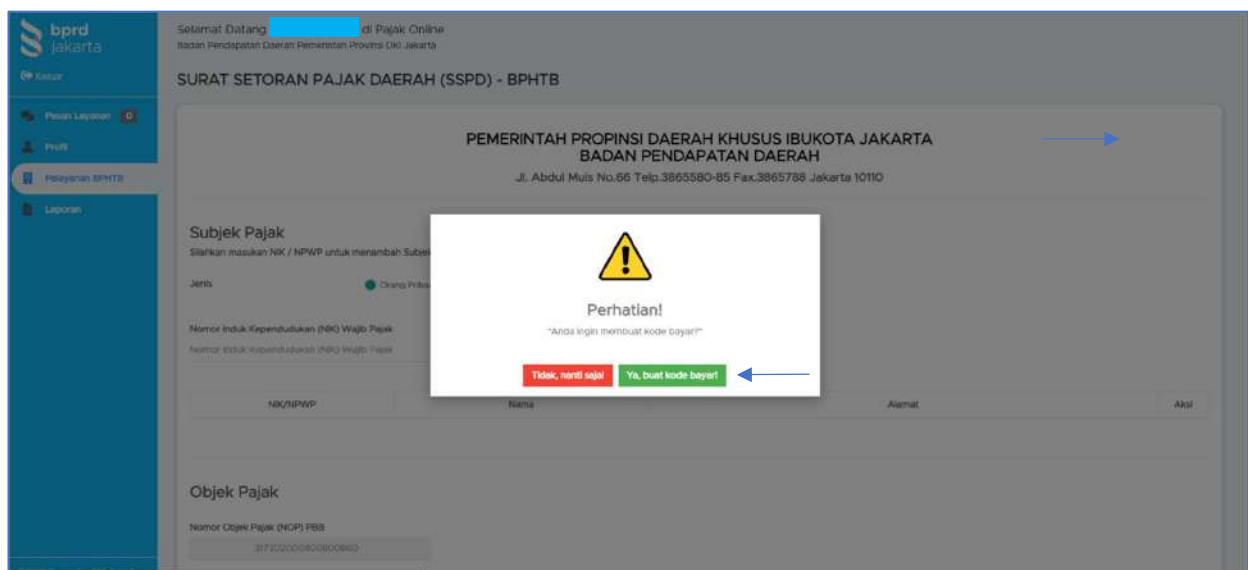 bprd
jakarta
Keluar
Pesan Layanan 0
Profil
Pelayanan BPHTB
Laporan
Selamat Datang di Pajak Online
Badan Pendapatan Daerah Pemerintah Provinsi DKI Jakarta
SURAT SETORAN PAJAK DAERAH (SSPD) - BPHTB
PEMERINTAH PROPINSI DAERAH KHUSUS IBUKOTA JAKARTA
BADAN PENDAPATAN DAERAH
Jl. Abdul Muis No.66 Telp.3865580-85 Fax.3865788 Jakarta 10110
Subjek Pajak
Silahkan masukan NIK / NPWP untuk menambah Subjek
Jenis
Orang Priba
Nomor Induk Kependudukan (NIK) Wajib Pajak
Nomor Induk Kependudukan (NIK) Wajib Pajak
Perhatian!
"Anda ingin membuat kode bayar?"
Tidak, nanti saja!
Ya, buat kode bayar!
NIK/NPWP Nama Alamat Aksi
Objek Pajak
Nomor Objek Pajak (NOP) PBB